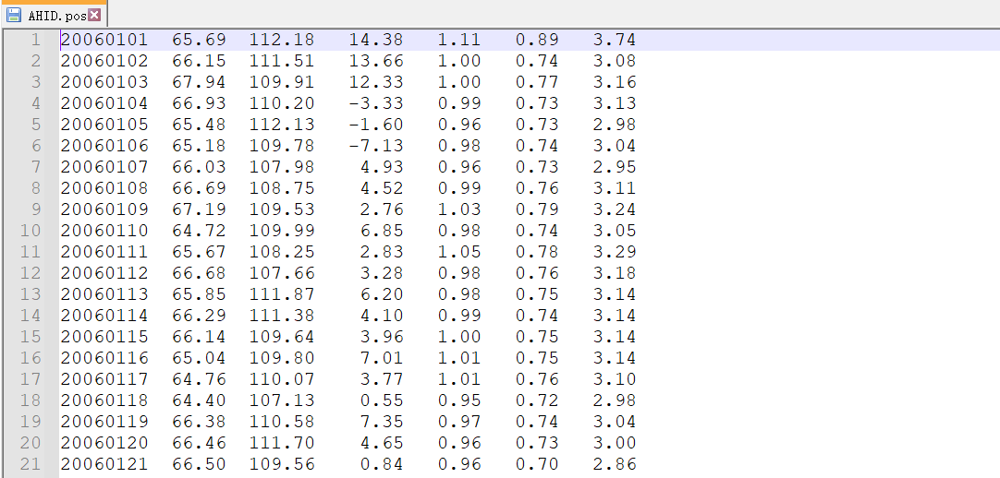 AHID.pos
1 20060101 65.69 112.18 14.38 1.11 0.89 3.74
2 20060102 66.15 111.51 13.66 1.00 0.74 3.08
3 20060103 67.94 109.91 12.33 1.00 0.77 3.16
4 20060104 66.93 110.20 -3.33 0.99 0.73 3.13
5 20060105 65.48 112.13 -1.60 0.96 0.73 2.98
6 20060106 65.18 109.78 -7.13 0.98 0.74 3.04
7 20060107 66.03 107.98 4.93 0.96 0.73 2.95
8 20060108 66.69 108.75 4.52 0.99 0.76 3.11
9 20060109 67.19 109.53 2.76 1.03 0.79 3.24
10 20060110 64.72 109.99 6.85 0.98 0.74 3.05
11 20060111 65.67 108.25 2.83 1.05 0.78 3.29
12 20060112 66.68 107.66 3.28 0.98 0.76 3.18
13 20060113 65.85 111.87 6.20 0.98 0.75 3.14
14 20060114 66.29 111.38 4.10 0.99 0.74 3.14
15 20060115 66.14 109.64 3.96 1.00 0.75 3.14
16 20060116 65.04 109.80 7.01 1.01 0.75 3.14
17 20060117 64.76 110.07 3.77 1.01 0.76 3.10
18 20060118 64.40 107.13 0.55 0.95 0.72 2.98
19 20060119 66.38 110.58 7.35 0.97 0.74 3.04
20 20060120 66.46 111.70 4.65 0.96 0.73 3.00
21 20060121 66.50 109.56 0.84 0.96 0.70 2.86